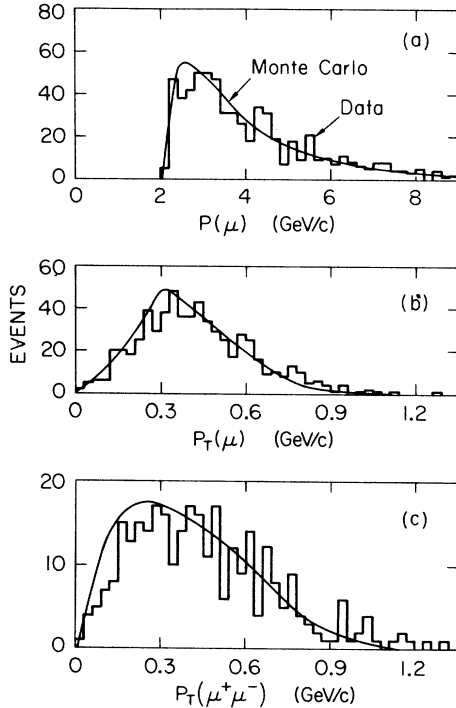 80
(a)
60
Monte Carlo
40
Data
20
0
0 2 4 6 8
P(μ) (GeV/c)
60
(b)
40
20
0
0 0.3 0.6 0.9 1.2
P_T(μ) (GeV/c)
EVENTS
20
(c)
10
0
0 0.3 0.6 0.9 1.2
P_T(μ⁺μ⁻) (GeV/c)